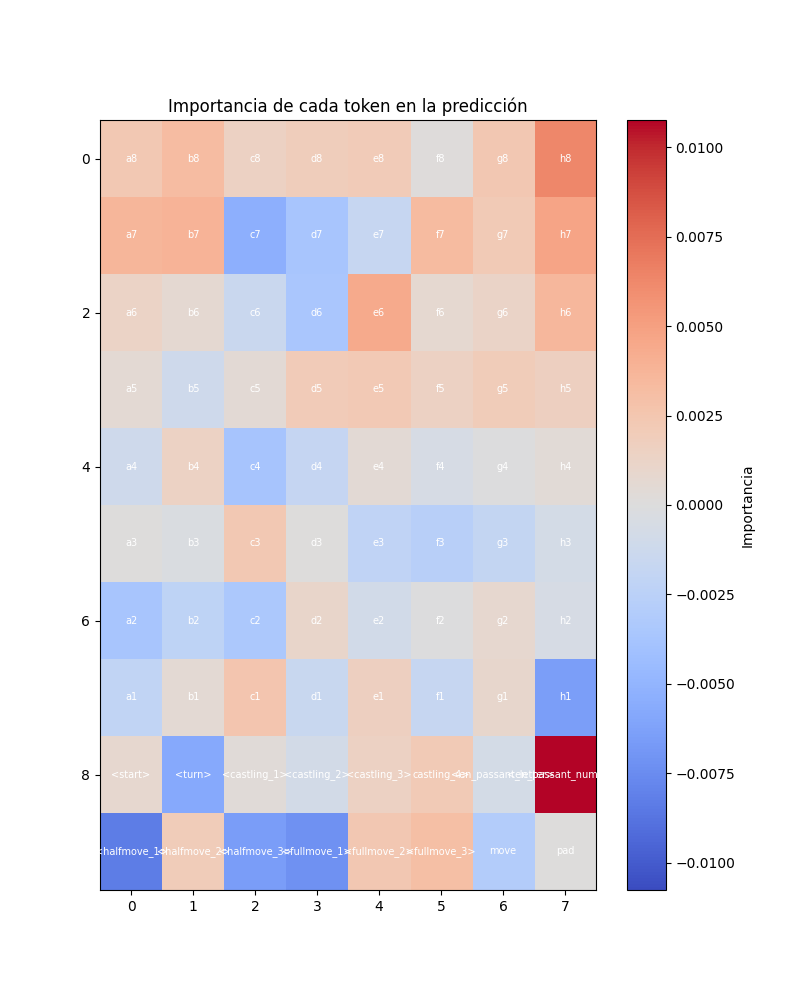 Importancia de cada token en la predicción
0 a8 b8 c8 d8 e8 f8 g8 h8 0.0100
a7 b7 c7 d7 e7 f7 g7 h7 0.0075
2 a6 b6 c6 d6 e6 f6 g6 h6 0.0050
a5 b5 c5 d5 e5 f5 g5 h5 0.0025
4 a4 b4 c4 d4 e4 f4 g4 h4 0.0000
a3 b3 c3 d3 e3 f3 g3 h3 −0.0025
6 a2 b2 c2 d2 e2 f2 g2 h2 −0.0050
a1 b1 c1 d1 e1 f1 g1 h1 −0.0075
8 <start> <turn> <castling_1> <castling_2> <castling_3> castling_4> −0.0100
<halfmove_1> <halfmove_2> <halfmove_3> <fullmove_1> <fullmove_2> <fullmove_3> move pad
0 1 2 3 4 5 6 7
Importancia